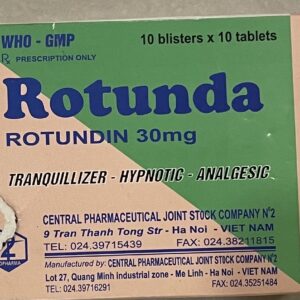 WHO - GMP
10 blisters x 10 tablets
Rx PRESCRIPTION ONLY
Rotunda
ROTUNDIN 30mg
TRANQUILLIZER - HYPNOTIC - ANALGESIC
CENTRAL PHARMACEUTICAL JOINT STOCK COMPANY N°2
9 Tran Thanh Tong Str - Ha Noi - VIET NAM
TEL: 024.39715439 FAX: 024.38211815
Manufactured by: CENTRAL PHARMACEUTICAL JOINT STOCK COMPANY N°2
Lot 27, Quang Minh industrial zone - Me Linh - Ha Noi - VIET NAM
TEL: 024.39716291 FAX: 024.35251484